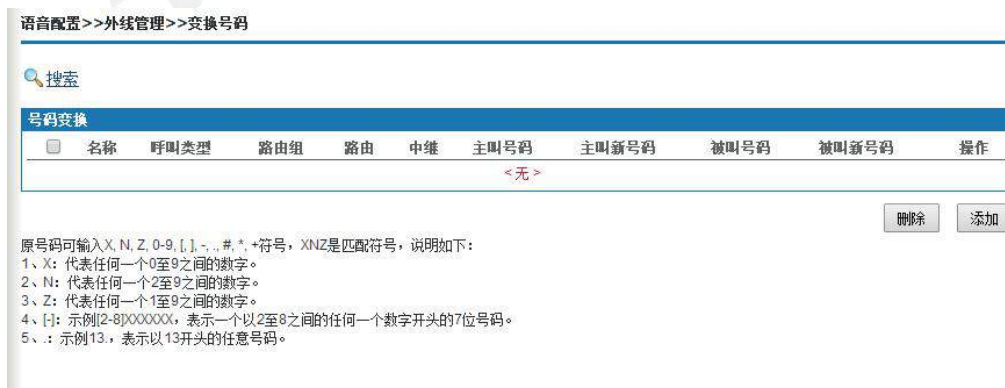 语音配置>>外线管理>>变换号码
搜索
号码变换
名称 呼叫类型 路由组 路由 中继 主叫号码 主叫新号码 被叫号码 被叫新号码 操作
<无>
删除 添加
原号码可输入X, N, Z, 0-9, [, ], -, ., #, *, +符号，XNZ是匹配符号，说明如下：
1、X：代表任何一个0至9之间的数字。
2、N：代表任何一个2至9之间的数字。
3、Z：代表任何一个1至9之间的数字。
4、[-]：示例[2-8]XXXXXX，表示一个以2至8之间的任何一个数字开头的7位号码。
5、.：示例13.，表示以13开头的任意号码。